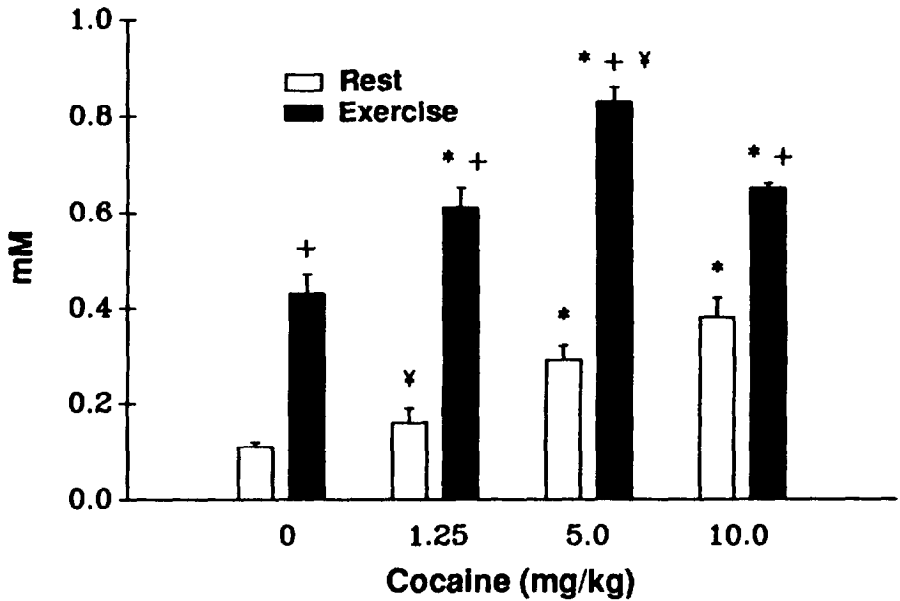 1.0
* + ¥
Rest
Exercise
0.8
* +
* +
0.6
mM
+
*
0.4
*
¥
0.2
0.0
0 1.25 5.0 10.0
Cocaine (mg/kg)